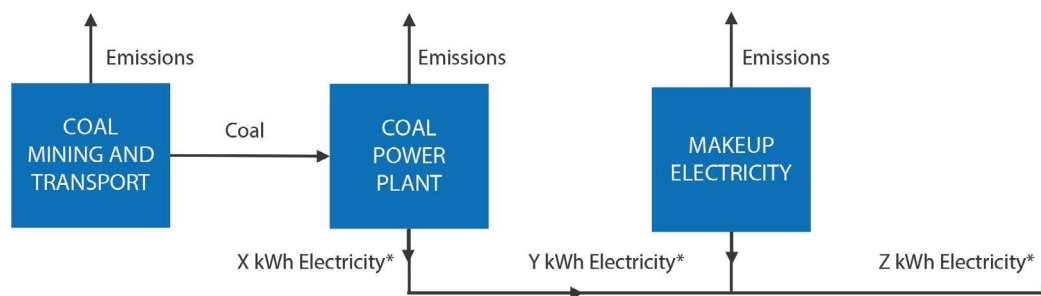 Emissions
Emissions
Emissions
COAL
MINING AND
TRANSPORT
Coal
COAL
POWER
PLANT
MAKEUP
ELECTRICITY
X kWh Electricity*
Y kWh Electricity*
Z kWh Electricity*